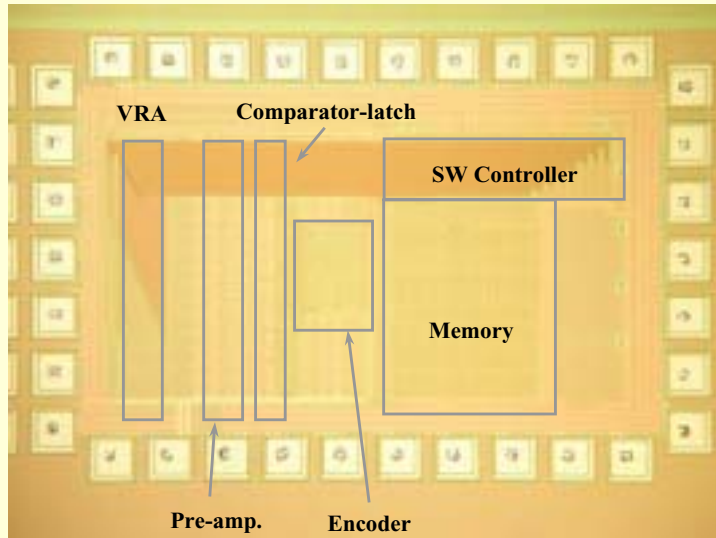 VRA
Comparator-latch
SW Controller
Memory
Pre-amp.
Encoder